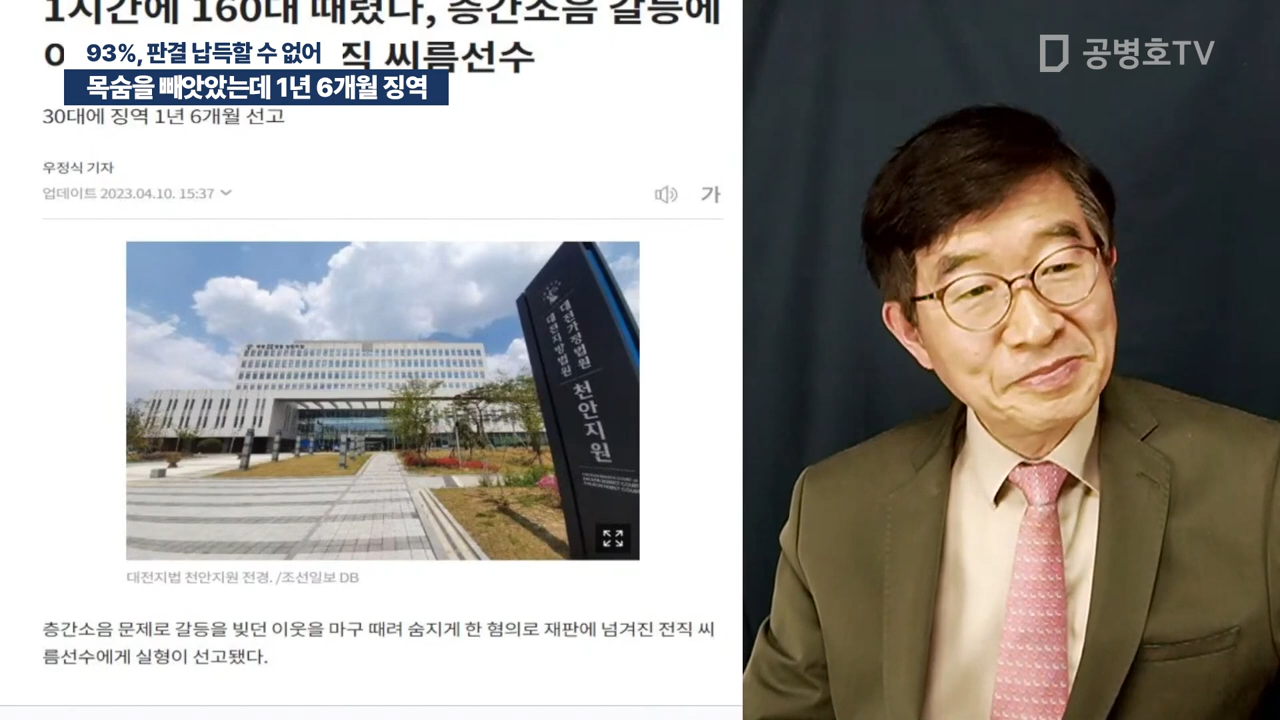 1시간에 160대 때렸다, 층간소음 갈등에
93%, 판결 납득할 수 없어
직 씨름선수
목숨을 빼앗았는데 1년 6개월 징역
30대에 징역 1년 6개월 선고
우정식 기자
업데이트 2023.04.10. 15:37
가
대전가정법원
대전지방법원
천안지원
대전지법 천안지원 전경. /조선일보 DB
층간소음 문제로 갈등을 빚던 이웃을 마구 때려 숨지게 한 혐의로 재판에 넘겨진 전직 씨
름선수에게 실형이 선고됐다.
공병호TV